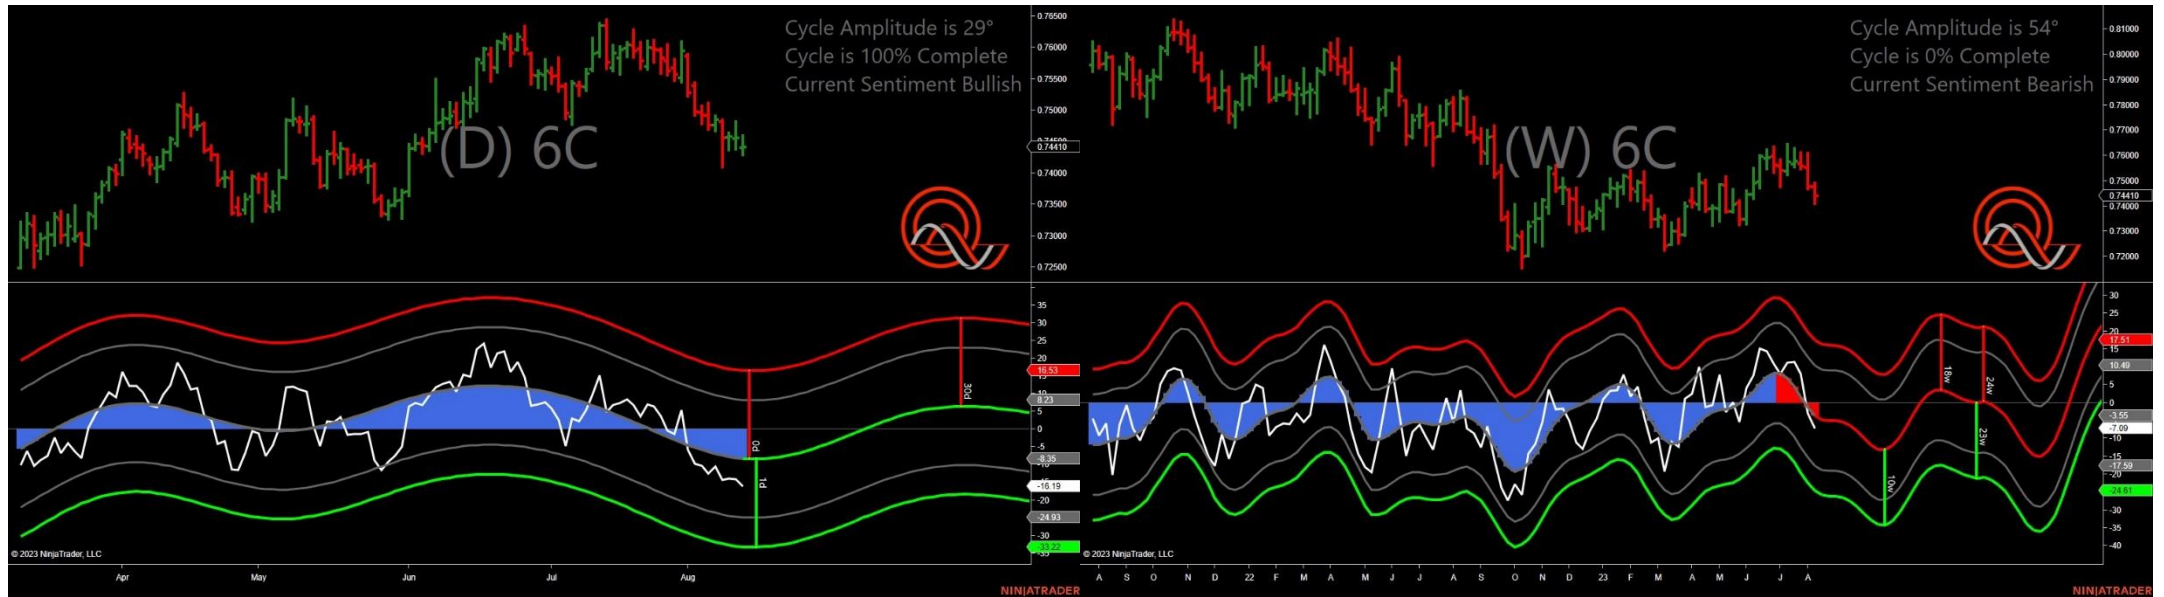 Cycle Amplitude is 29°
Cycle is 100% Complete
Current Sentiment Bullish
(D) 6C
0.76500
0.76000
0.75500
0.75000
0.74410
0.74000
0.73500
0.73000
0.72500
35
30
25
20
16.53
10
8.23
5
0
-5
-8.35
-16.19
-20
-24.93
-30
-33.22
0d
1d
30d
© 2023 NinjaTrader, LLC
Apr May Jun Jul Aug
NINJATRADER
Cycle Amplitude is 54°
Cycle is 0% Complete
Current Sentiment Bearish
(W) 6C
0.81000
0.80000
0.79000
0.78000
0.77000
0.76000
0.75000
0.74410
0.74000
0.73000
0.72000
30
25
20
17.51
15
10.49
5
0
-3.55
-7.09
-10
-15
-17.59
-20
-24.61
-30
-35
-40
10w
18w
24w
23w
© 2023 NinjaTrader, LLC
A S O N D 22 F M A M J J A S O N D 23 F M A M J J A
NINJATRADER